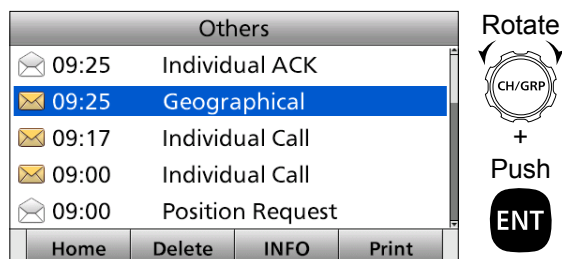 Others
09:25 Individual ACK
09:25 Geographical
09:17 Individual Call
09:00 Individual Call
09:00 Position Request
Home Delete INFO Print
Rotate
CH/GRP
+
Push
ENT